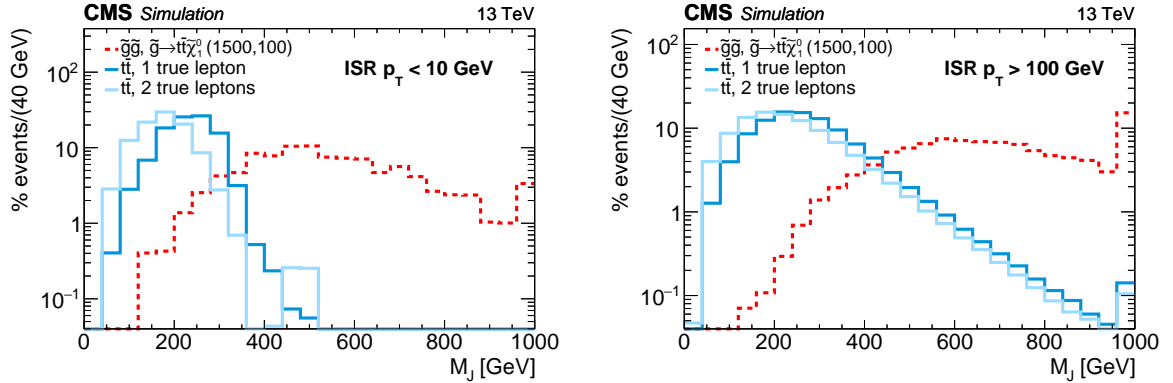 CMS Simulation 13 TeV
g̃g̃, g̃→tt̄χ̃₁⁰ (1500,100)
tt̄, 1 true lepton
tt̄, 2 true leptons
ISR p_T < 10 GeV
% events/(40 GeV)
10²
10
1
10⁻¹
0 200 400 600 800 1000
M_J [GeV]
CMS Simulation 13 TeV
g̃g̃, g̃→tt̄χ̃₁⁰ (1500,100)
tt̄, 1 true lepton
tt̄, 2 true leptons
ISR p_T > 100 GeV
% events/(40 GeV)
10²
10
1
10⁻¹
0 200 400 600 800 1000
M_J [GeV]